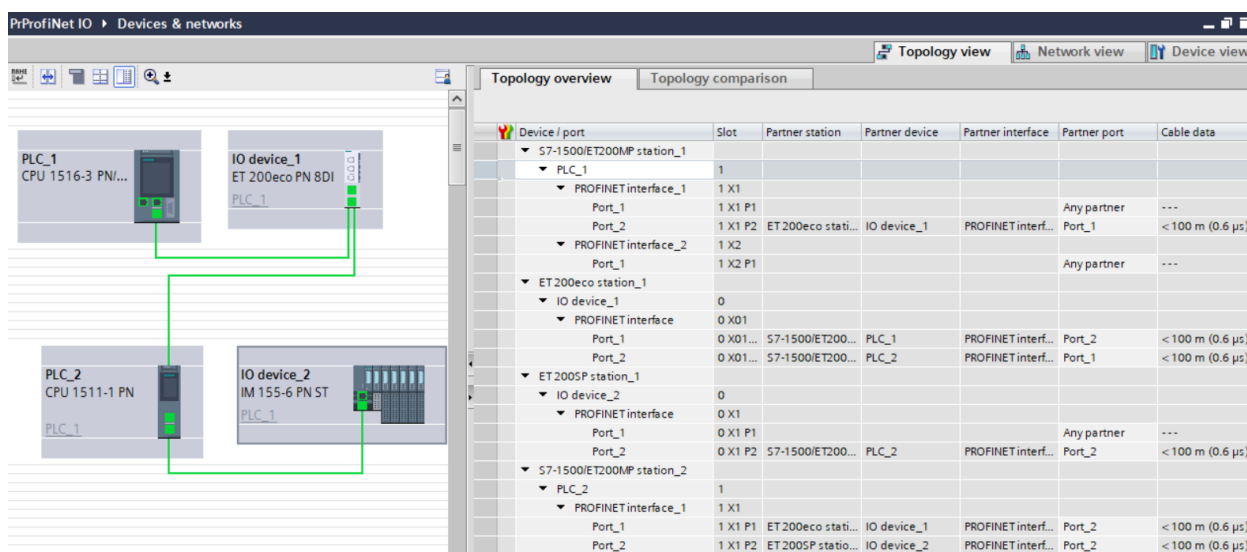 PrProfiNet IO ▸ Devices & networks
Topology view Network view Device view
Topology overview Topology comparison
PLC_1
CPU 1516-3 PN/...
IO device_1
ET 200eco PN 8DI
PLC_1
PLC_2
CPU 1511-1 PN
PLC_1
IO device_2
IM 155-6 PN ST
PLC_1
Device / port Slot Partner station Partner device Partner interface Partner port Cable data
S7-1500/ET200MP station_1
PLC_1 1
PROFINET interface_1 1 X1
Port_1 1 X1 P1 Any partner ---
Port_2 1 X1 P2 ET200eco stati... IO device_1 PROFINET interf... Port_1 < 100 m (0.6 µs)
PROFINET interface_2 1 X2
Port_1 1 X2 P1 Any partner ---
ET200eco station_1
IO device_1 0
PROFINET interface 0 X01
Port_1 0 X01... S7-1500/ET200... PLC_1 PROFINET interf... Port_2 < 100 m (0.6 µs)
Port_2 0 X01... S7-1500/ET200... PLC_2 PROFINET interf... Port_1 < 100 m (0.6 µs)
ET200SP station_1
IO device_2 0
PROFINET interface 0 X1
Port_1 0 X1 P1 Any partner ---
Port_2 0 X1 P2 S7-1500/ET200... PLC_2 PROFINET interf... Port_2 < 100 m (0.6 µs)
S7-1500/ET200MP station_2
PLC_2 1
PROFINET interface_1 1 X1
Port_1 1 X1 P1 ET200eco stati... IO device_1 PROFINET interf... Port_2 < 100 m (0.6 µs)
Port_2 1 X1 P2 ET200SP statio... IO device_2 PROFINET interf... Port_2 < 100 m (0.6 µs)